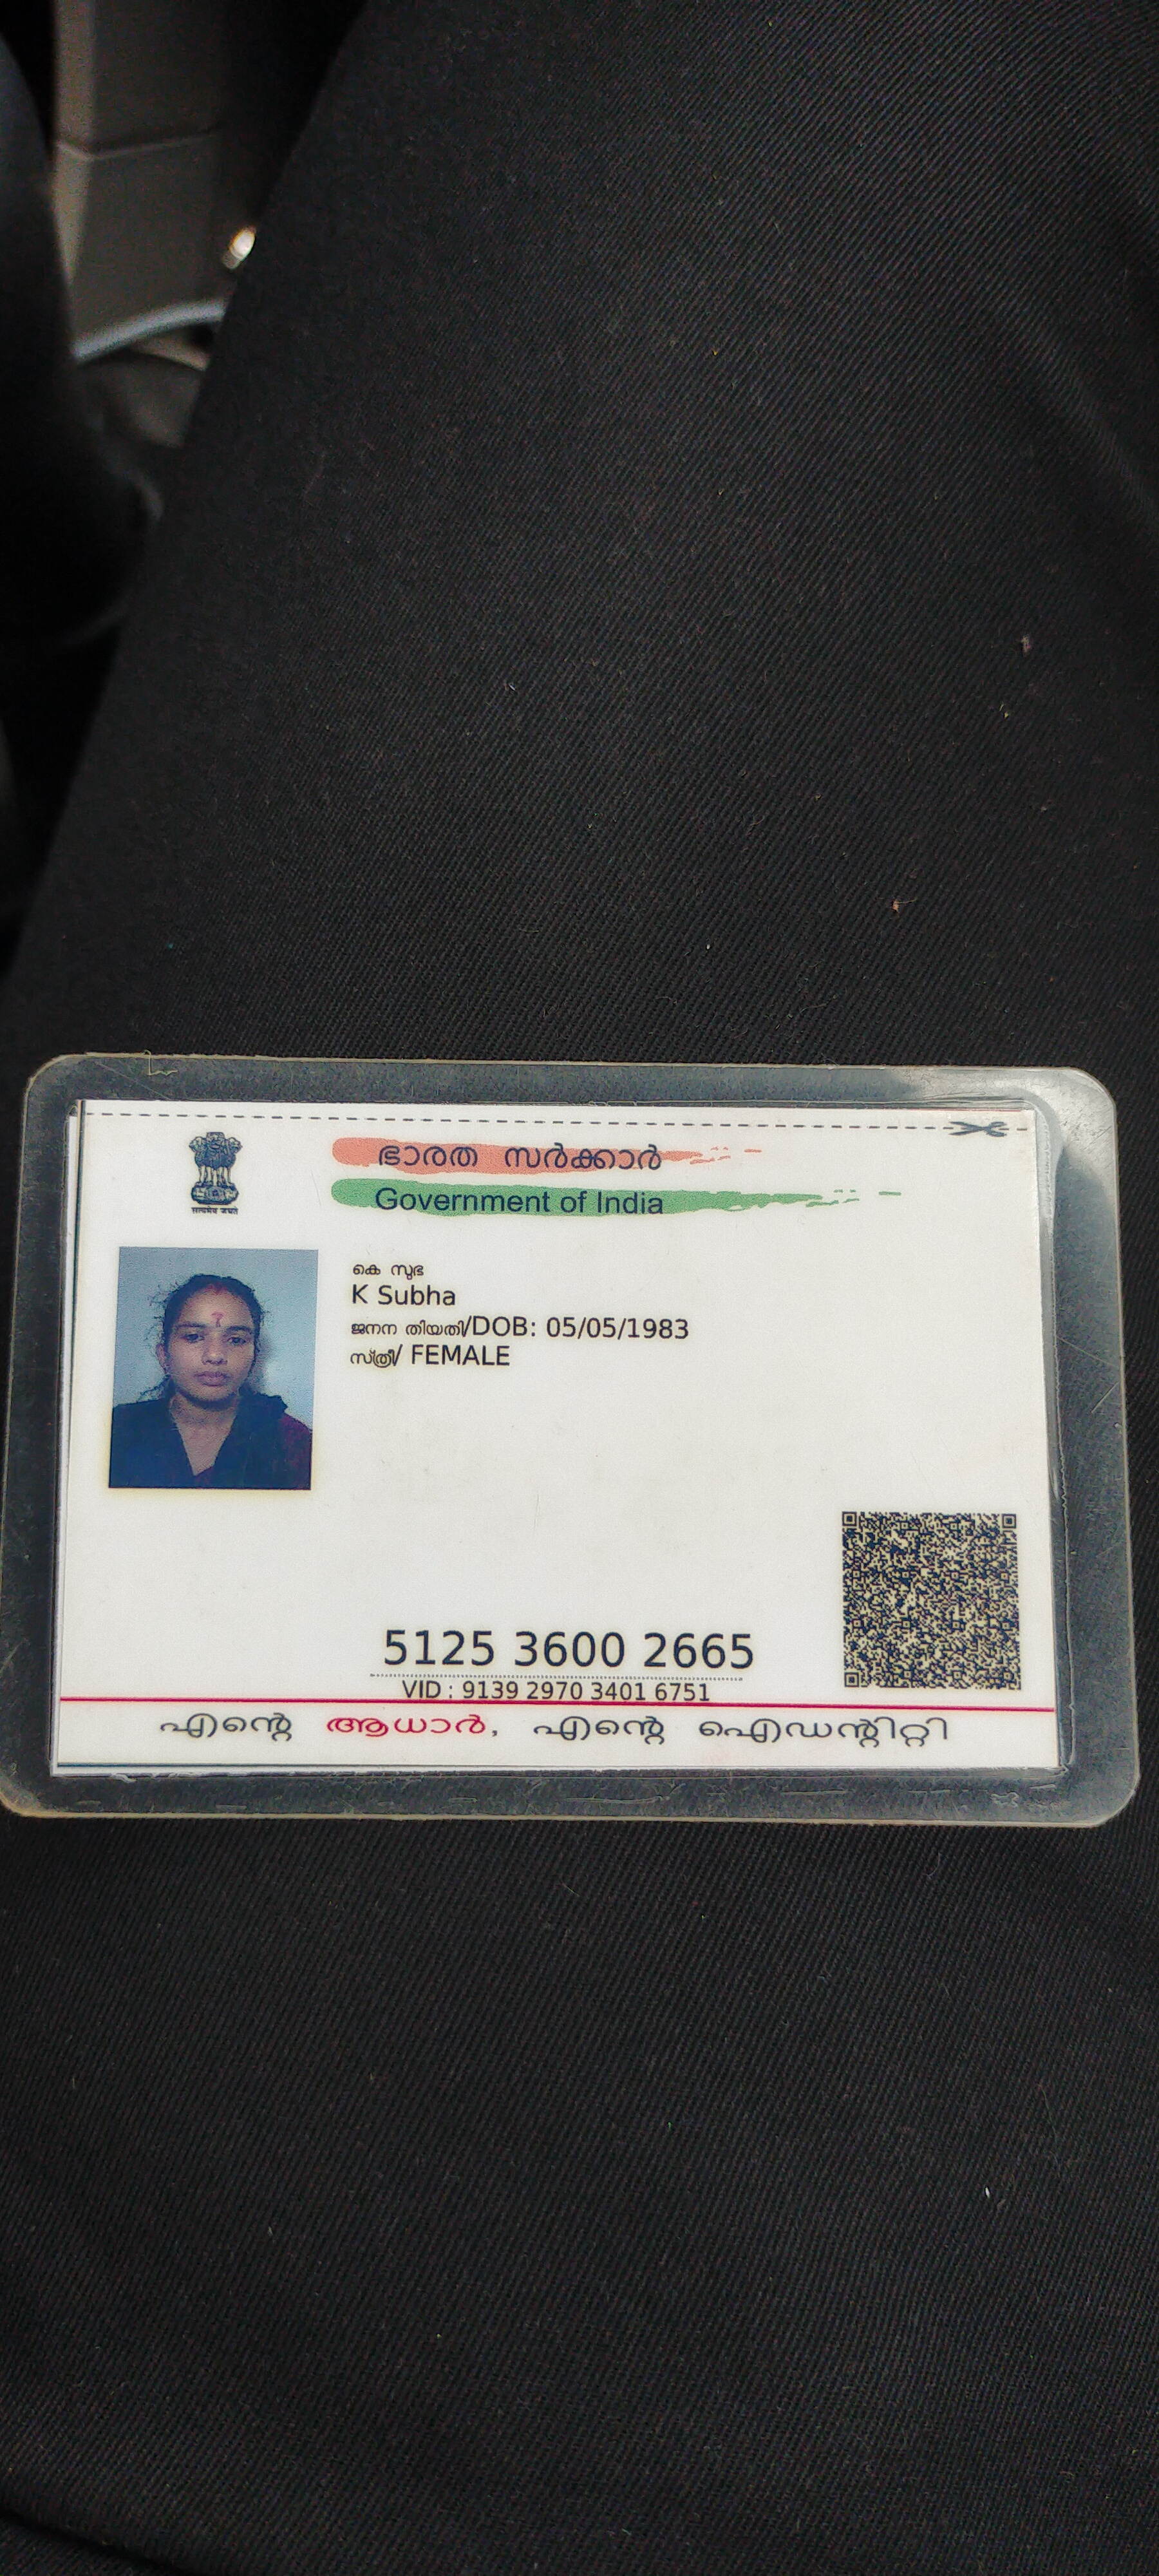 सत्यमेव जयते
ഭാരത സർക്കാർ
Government of India
കെ സുഭ
K Subha
ജനന തിയതി/DOB: 05/05/1983
സ്ത്രീ/ FEMALE
5125 3600 2665
VID : 9139 2970 3401 6751
എന്റെ ആധാർ, എന്റെ ഐഡന്റിറ്റി